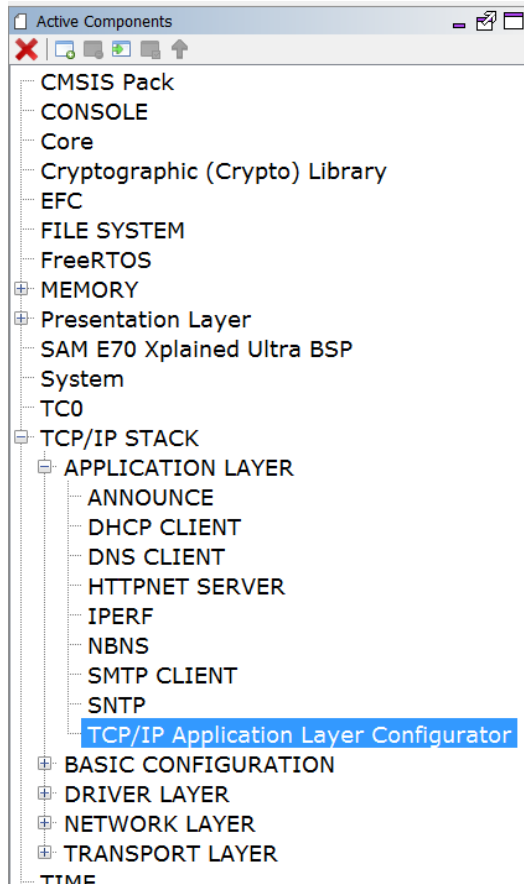 Active Components
CMSIS Pack
CONSOLE
Core
Cryptographic (Crypto) Library
EFC
FILE SYSTEM
FreeRTOS
MEMORY
Presentation Layer
SAM E70 Xplained Ultra BSP
System
TC0
TCP/IP STACK
APPLICATION LAYER
ANNOUNCE
DHCP CLIENT
DNS CLIENT
HTTPNET SERVER
IPERF
NBNS
SMTP CLIENT
SNTP
TCP/IP Application Layer Configurator
BASIC CONFIGURATION
DRIVER LAYER
NETWORK LAYER
TRANSPORT LAYER
TIME